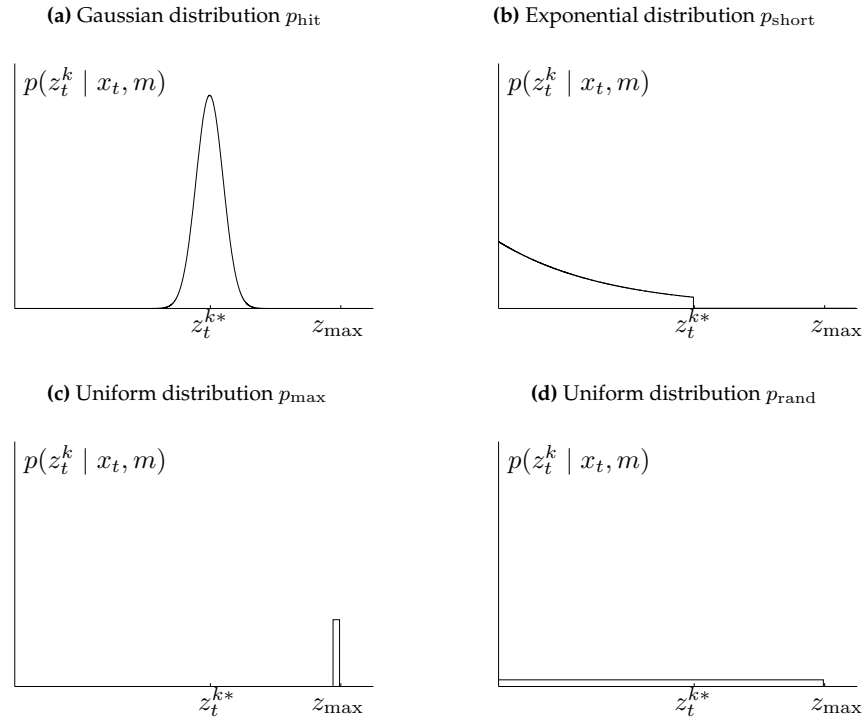 (a) Gaussian distribution p_hit
(b) Exponential distribution p_short
p(z_t^k | x_t, m)
p(z_t^k | x_t, m)
z_t^{k*}
z_max
z_t^{k*}
z_max
(c) Uniform distribution p_max
(d) Uniform distribution p_rand
p(z_t^k | x_t, m)
p(z_t^k | x_t, m)
z_t^{k*}
z_max
z_t^{k*}
z_max